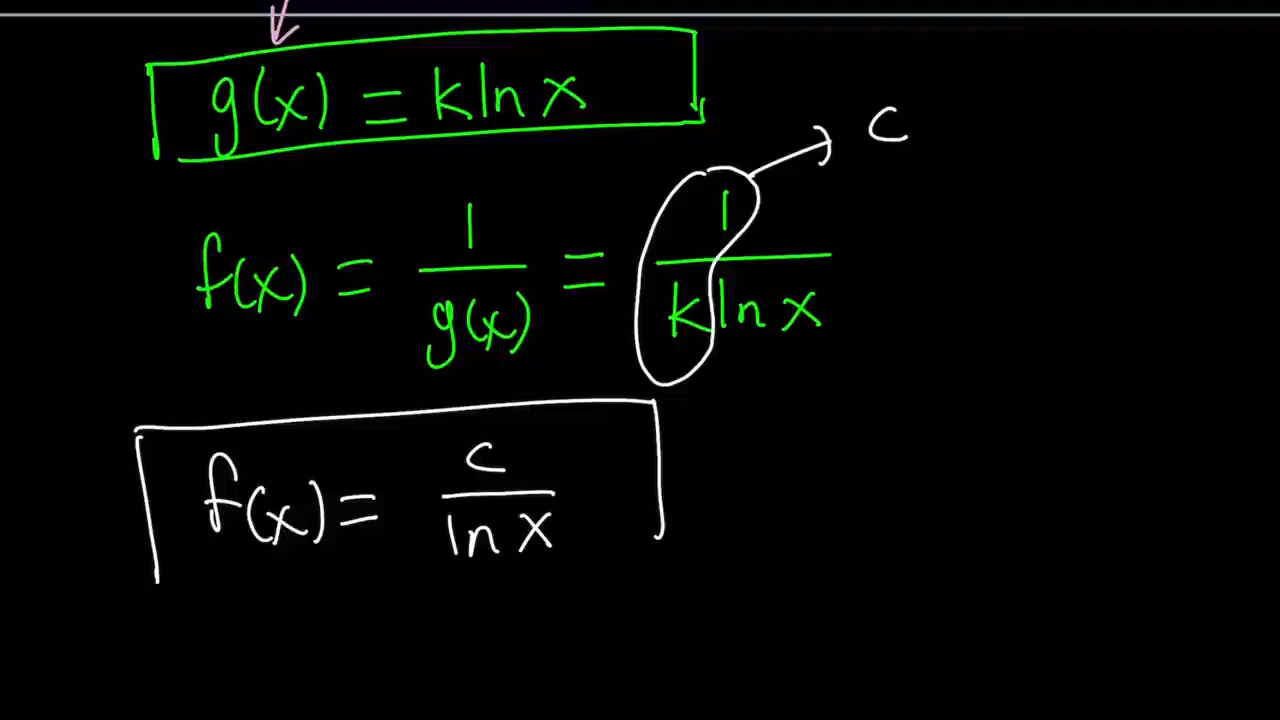 g(x) = k ln x
c
f(x) = 1/g(x) = 1/(k ln x)
f(x) = c/ln x